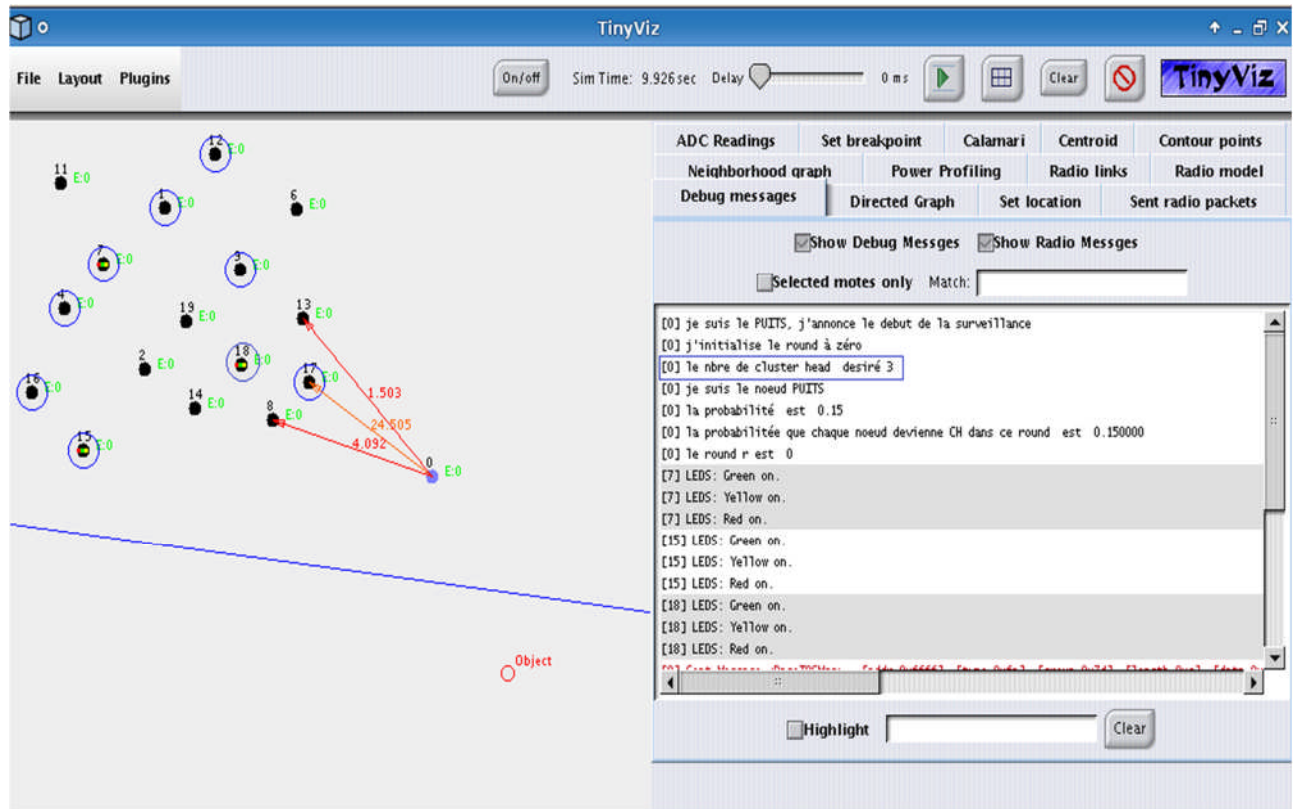 TinyViz
File Layout Plugins
On/off Sim Time: 9.926 sec Delay 0 ms Clear TinyViz
12 E:0
11 E:0
1 E:0
6 E:0
7 E:0
3 E:0
4 E:0
19 E:0
13 E:0
2 E:0
18 E:0
17 E:0
16 E:0
14 E:0
8 E:0
1.503
24.505
4.092
15 E:0
0 E:0
Object
ADC Readings Set breakpoint Calamari Centroid Contour points
Neighborhood graph Power Profiling Radio links Radio model
Debug messages Directed Graph Set location Sent radio packets
Show Debug Messges Show Radio Messges
Selected motes only Match:
[0] je suis le PUITS, j'annonce le debut de la surveillance
[0] j'initialise le round à zéro
[0] le nbre de cluster head desiré 3
[0] je suis le noeud PUITS
[0] la probabilité est 0.15
[0] la probabilitée que chaque noeud devienne CH dans ce round est 0.150000
[0] le round r est 0
[7] LEDS: Green on.
[7] LEDS: Yellow on.
[7] LEDS: Red on.
[15] LEDS: Green on.
[15] LEDS: Yellow on.
[15] LEDS: Red on.
[18] LEDS: Green on.
[18] LEDS: Yellow on.
[18] LEDS: Red on.
Highlight Clear